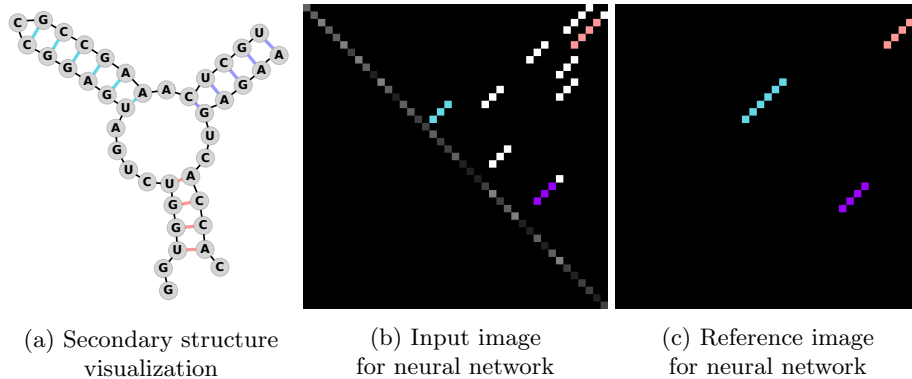 G G U G G U C U G A U G A G G C C G C C G A A A C U C G U A A G A G U C A C C A C
(a) Secondary structure
visualization
(b) Input image
for neural network
(c) Reference image
for neural network